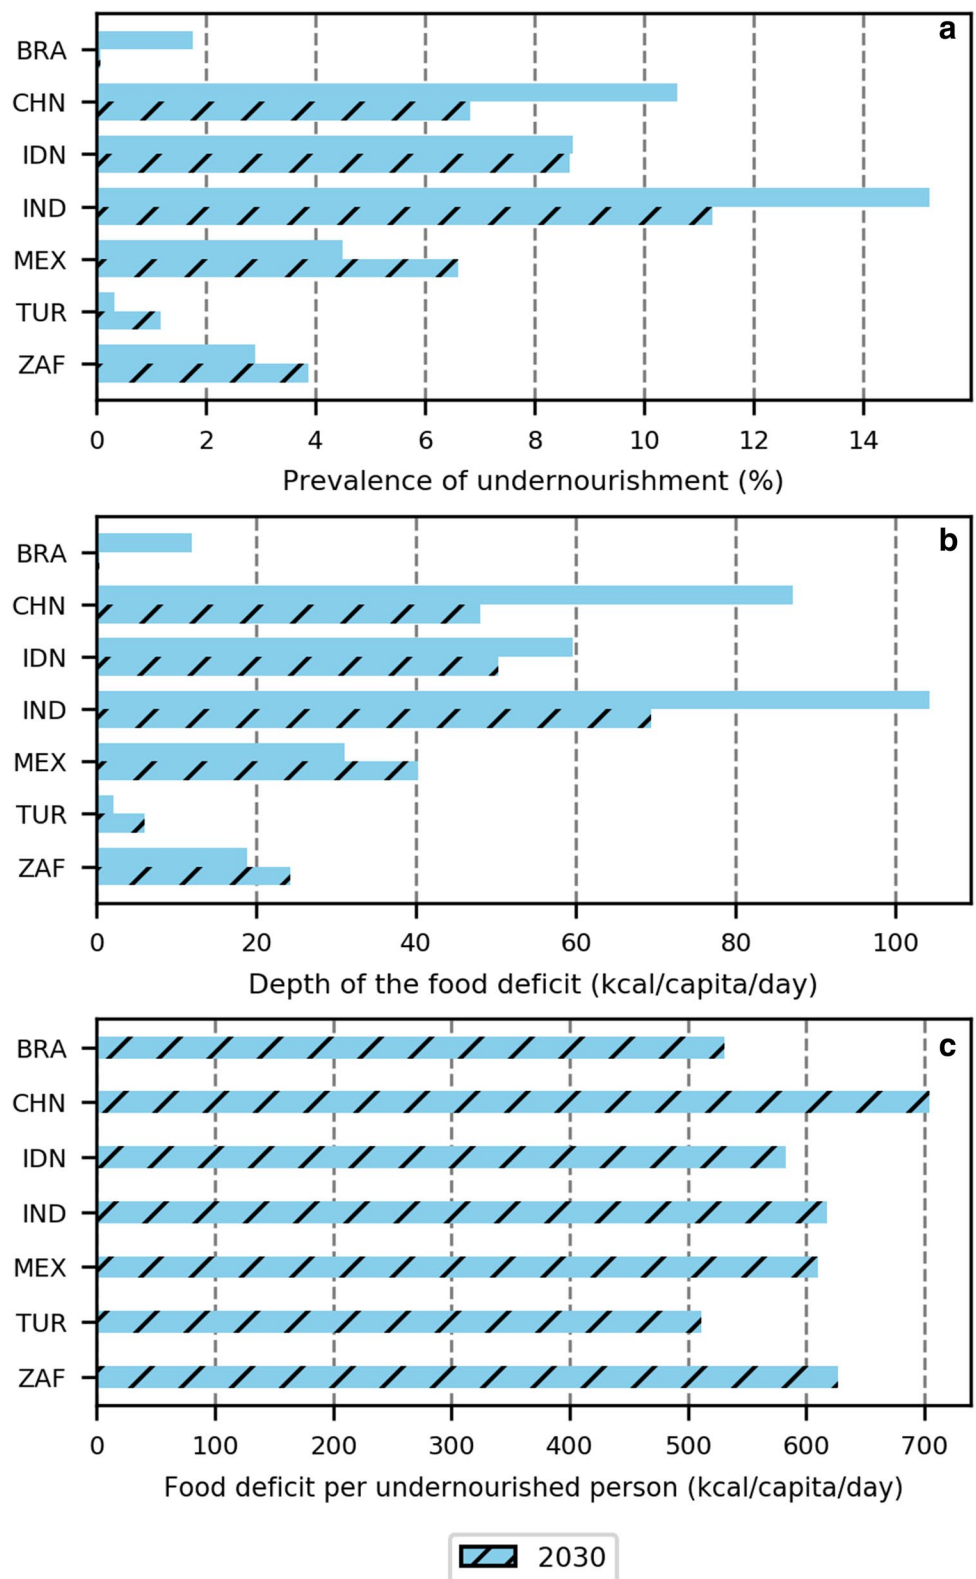 a
BRA
CHN
IDN
IND
MEX
TUR
ZAF
0 2 4 6 8 10 12 14
Prevalence of undernourishment (%)
b
BRA
CHN
IDN
IND
MEX
TUR
ZAF
0 20 40 60 80 100
Depth of the food deficit (kcal/capita/day)
c
BRA
CHN
IDN
IND
MEX
TUR
ZAF
0 100 200 300 400 500 600 700
Food deficit per undernourished person (kcal/capita/day)
2030